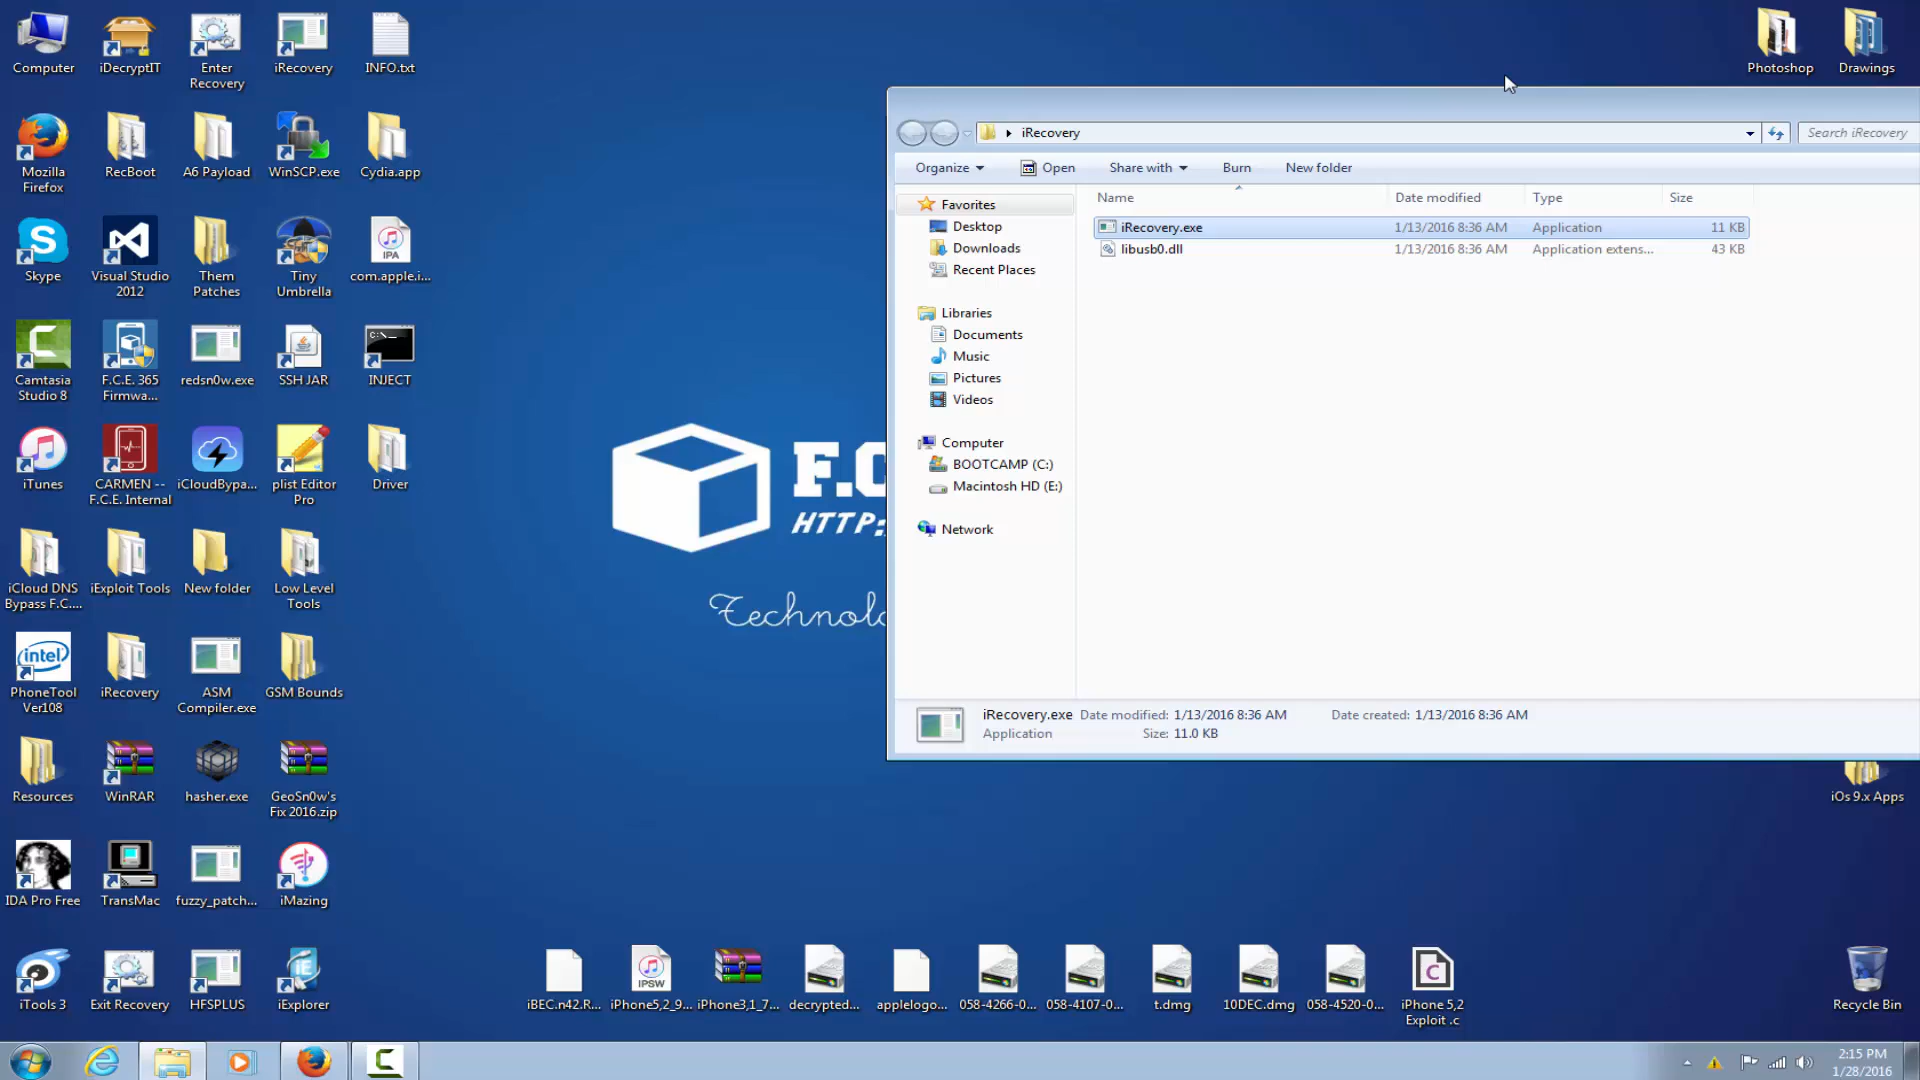 Computer
iDecryptIT
Enter
Recovery
iRecovery
INFO.txt
Photoshop
Drawings
Mozilla
Firefox
RecBoot
A6 Payload
WinSCP.exe
Cydia.app
Skype
Visual Studio
2012
Them
Patches
Tiny
Umbrella
IPA
com.apple.i...
Camtasia
Studio 8
F.C.E. 365
Firmwa...
redsn0w.exe
SSH JAR
C:\_
INJECT
iTunes
CARMEN --
F.C.E. Internal
iCloudBypa...
plist Editor
Pro
Driver
iCloud DNS
Bypass F.C....
iExploit Tools
New folder
Low Level
Tools
intel
PhoneTool
Ver108
iRecovery
ASM
Compiler.exe
GSM Bounds
Resources
WinRAR
hasher.exe
GeoSn0w's
Fix 2016.zip
IDA Pro Free
TransMac
fuzzy_patch...
iMazing
iTools 3
Exit Recovery
HFSPLUS
iExplorer
F.C
HTTP:
Technolo
iRecovery
Search iRecovery
Organize
Open
Share with
Burn
New folder
Name
Date modified
Type
Size
iRecovery.exe
1/13/2016 8:36 AM
Application
11 KB
libusb0.dll
1/13/2016 8:36 AM
Application extens...
43 KB
Favorites
Desktop
Downloads
Recent Places
Libraries
Documents
Music
Pictures
Videos
Computer
BOOTCAMP (C:)
Macintosh HD (E:)
Network
iRecovery.exe Date modified: 1/13/2016 8:36 AM Date created: 1/13/2016 8:36 AM
Application Size: 11.0 KB
iOs 9.x Apps
iBEC.n42.R...
IPSW
iPhone5,2_9...
iPhone3,1_7...
decrypted...
applelogo...
058-4266-0...
058-4107-0...
t.dmg
10DEC.dmg
058-4520-0...
iPhone 5,2
Exploit .c
Recycle Bin
2:15 PM
1/28/2016